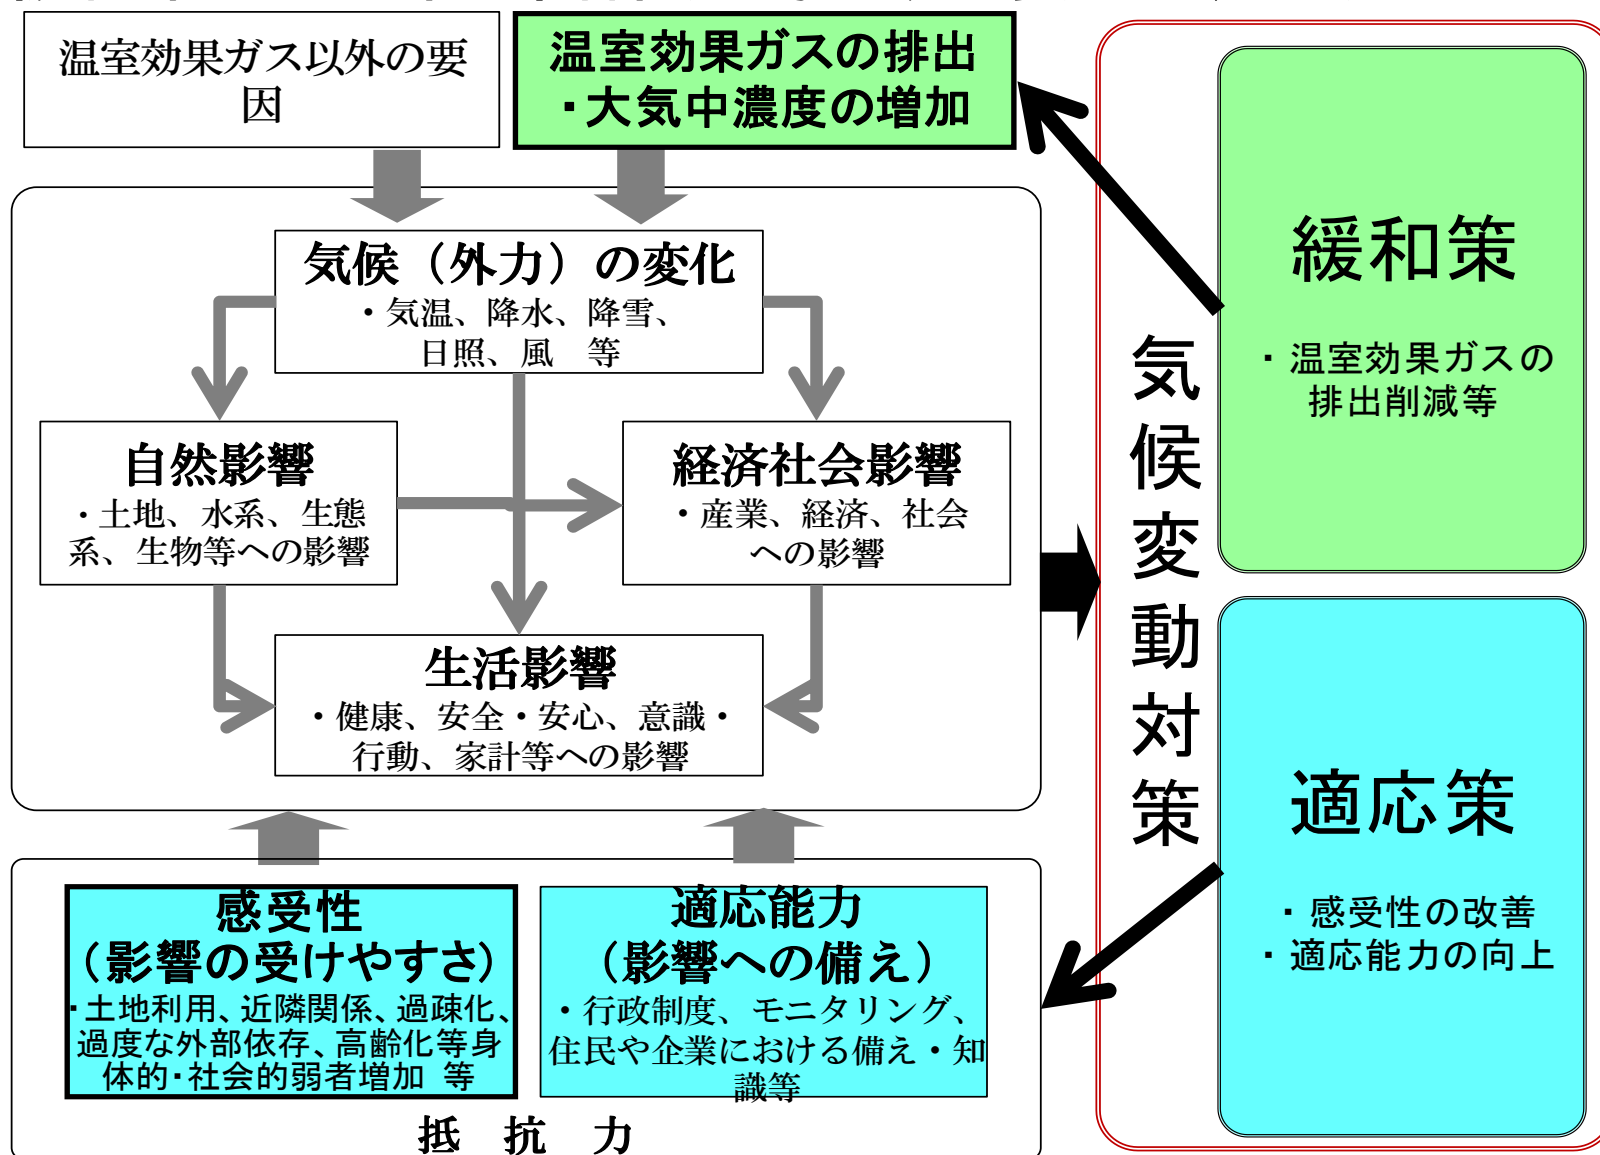 温室効果ガス以外の要
因
温室効果ガスの排出
・大気中濃度の増加
気候（外力）の変化
・気温、降水、降雪、
日照、風　等
自然影響
・土地、水系、生態
系、生物等への影響
経済社会影響
・産業、経済、社会
への影響
生活影響
・健康、安全・安心、意識・
行動、家計等への影響
感受性
（影響の受けやすさ）
・土地利用、近隣関係、過疎化、
過度な外部依存、高齢化等身
体的・社会的弱者増加　等
適応能力
（影響への備え）
・行政制度、モニタリング、
住民や企業における備え・知
識等
抵　抗　力
気候変動対策
緩和策
・温室効果ガスの
排出削減等
適応策
・感受性の改善
・適応能力の向上